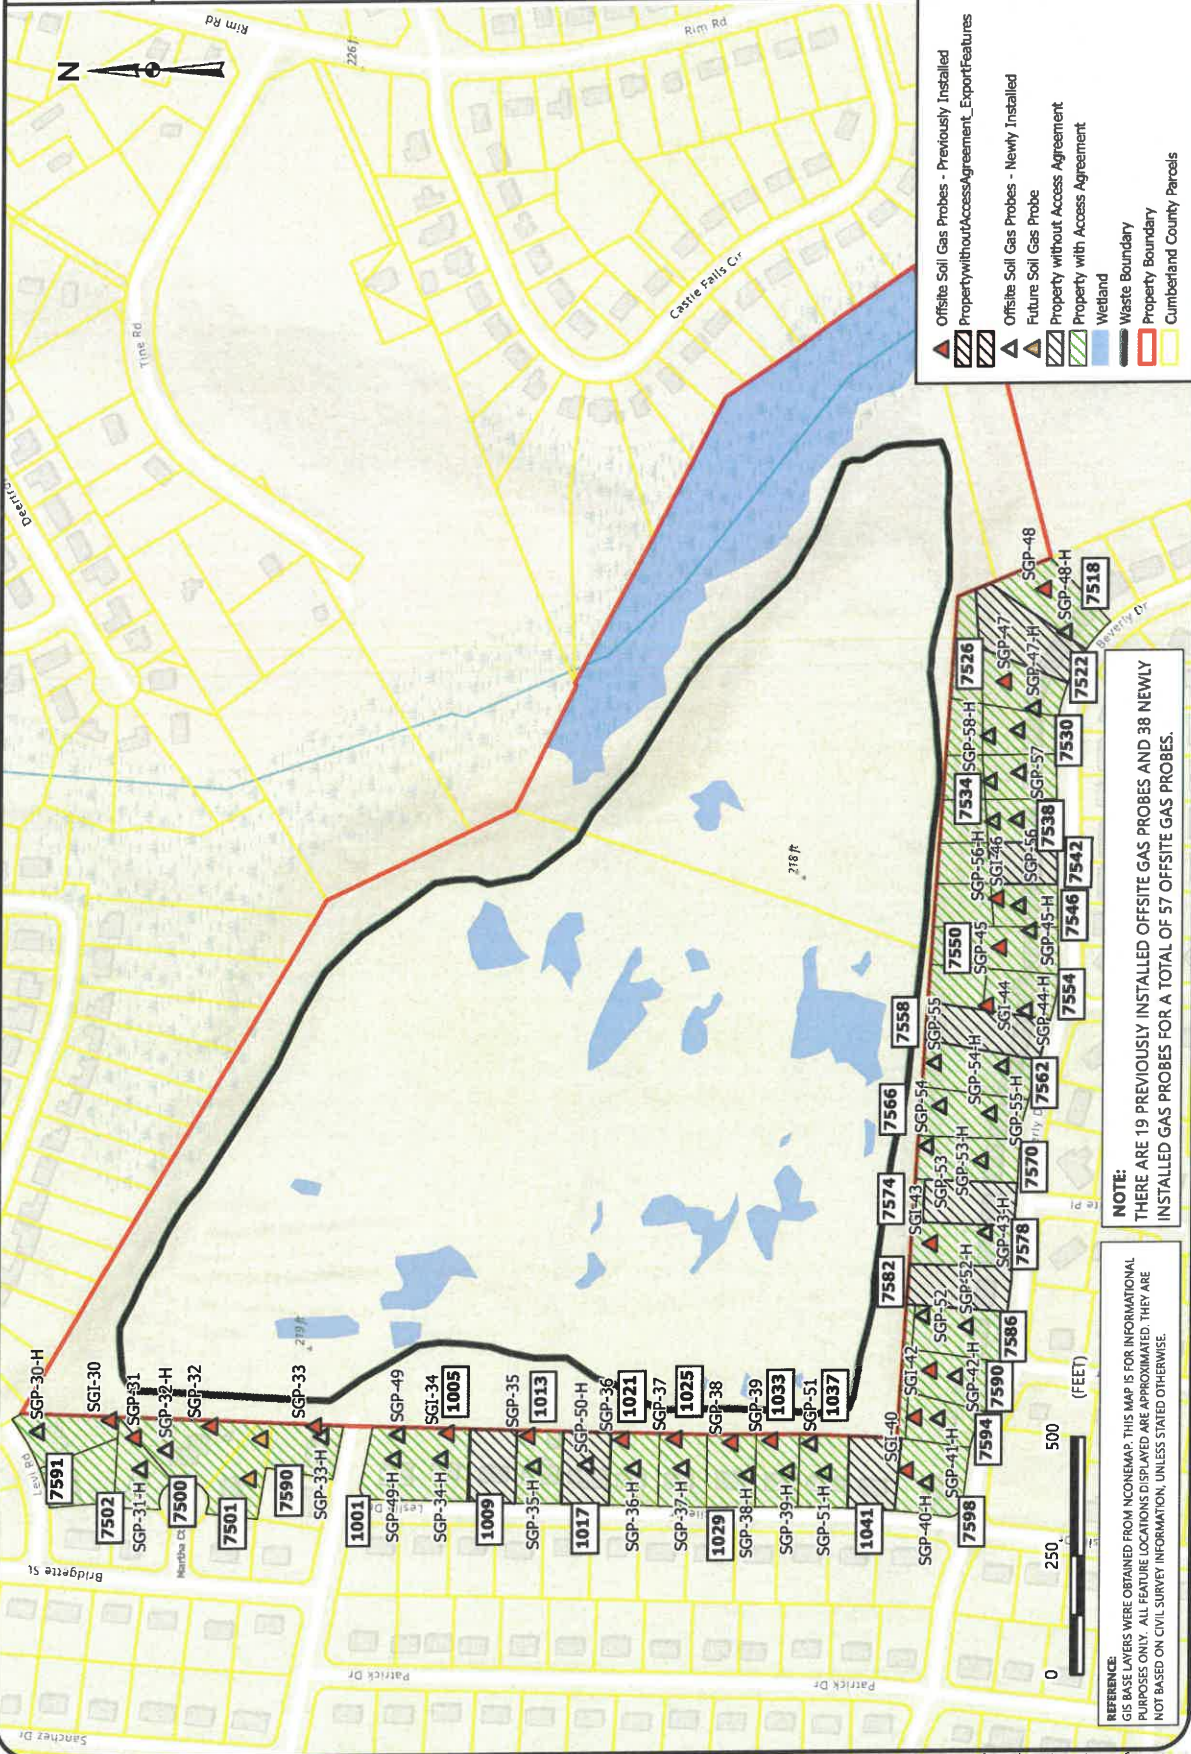 N
Rim Rd
226 ft
Rim Rd
Tine Rd
Castle Falls Cir
Offsite Soil Gas Probes - Previously Installed
PropertywithoutAccessAgreement_ExportFeatures
Offsite Soil Gas Probes - Newly Installed
Future Soil Gas Probe
Property without Access Agreement
Property with Access Agreement
Wetland
Waste Boundary
Property Boundary
Cumberland County Parcels
218 ft
219 ft
Levi Rd
Bridgette St
Patrick Dr
Patrick Dr
Sanchez Dr
Beverly Dr
SGP-30-H
SGI-30
SGP-31
SGP-32-H
SGP-32
SGP-33
SGP-49
SGI-34
1005
SGP-35
1013
SGP-50-H
SGP-36
1021
SGP-37
1025
SGP-38
SGP-39
1033
SGP-51
1037
7591
7502
SGP-31-H
7500
7501
7590
SGP-33-H
1001
SGP-49-H
SGP-34-H
1009
SGP-35-H
1017
SGP-36-H
SGP-37-H
1029
SGP-38-H
SGP-39-H
SGP-51-H
1041
SGP-40-H
7598
SGI-40
SGP-41-H
7594
SGI-42
SGP-42-H
7590
SGP-52
SGP-52-H
7586
7582
SGI-43
SGP-43-H
7578
7574
SGP-53
SGP-53-H
7570
7566
SGP-54
SGP-54-H
SGP-55-H
7562
7558
SGP-55
SGI-44
SGP-44-H
7554
7550
SGP-45
SGP-45-H
7546
SGP-56-H
SGI-46
SGP-56
7542
7538
7534
SGP-58-H
SGP-57
7530
7526
SGP-47
SGP-47-H
7522
SGP-48
SGP-48-H
7518
0
250
500
(FEET)
REFERENCE:
GIS BASE LAYERS WERE OBTAINED FROM NCONEMAP. THIS MAP IS FOR INFORMATIONAL
PURPOSES ONLY. ALL FEATURE LOCATIONS DISPLAYED ARE APPROXIMATED. THEY ARE
NOT BASED ON CIVIL SURVEY INFORMATION, UNLESS STATED OTHERWISE.
NOTE:
THERE ARE 19 PREVIOUSLY INSTALLED OFFSITE GAS PROBES AND 38 NEWLY
INSTALLED GAS PROBES FOR A TOTAL OF 57 OFFSITE GAS PROBES.